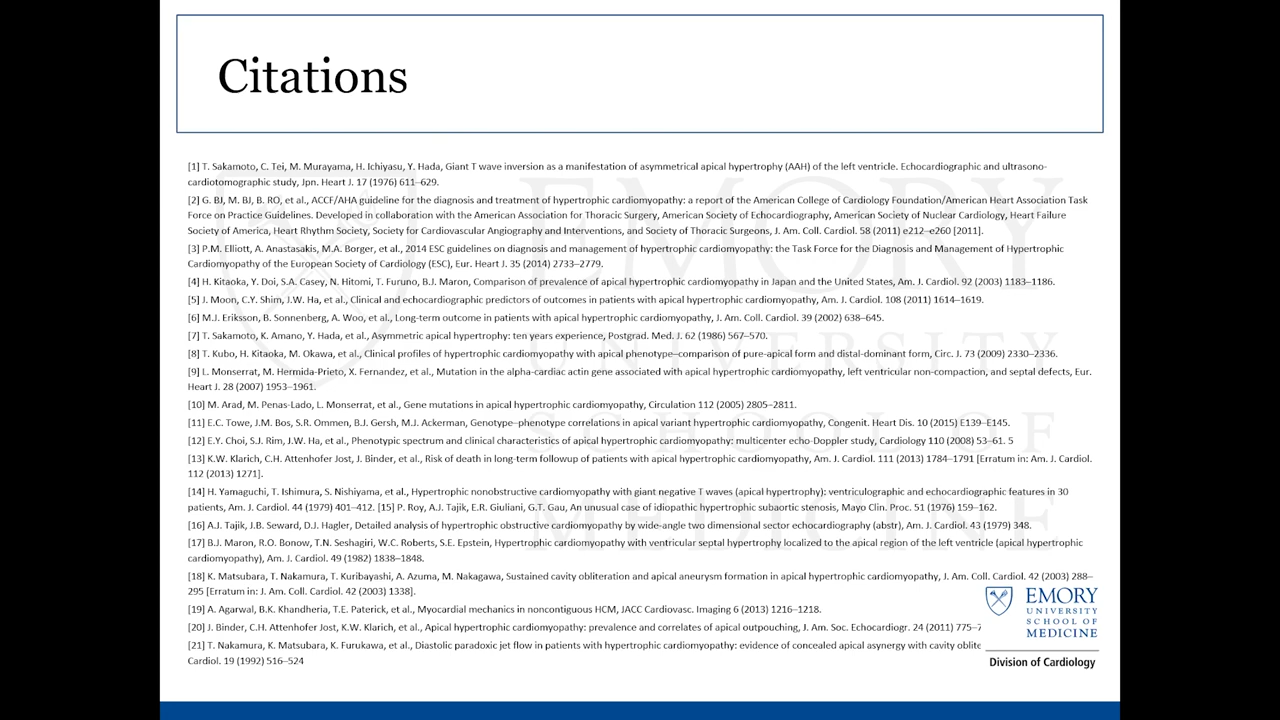 Citations
[1] T. Sakamoto, C. Tei, M. Murayama, H. Ichiyasu, Y. Hada, Giant T wave inversion as a manifestation of asymmetrical apical hypertrophy (AAH) of the left ventricle. Echocardiographic and ultrasono-
cardiotomographic study, Jpn. Heart J. 17 (1976) 611–629.
[2] G. BJ, M. BJ, B. RO, et al., ACCF/AHA guideline for the diagnosis and treatment of hypertrophic cardiomyopathy: a report of the American College of Cardiology Foundation/American Heart Association Task
Force on Practice Guidelines. Developed in collaboration with the American Association for Thoracic Surgery, American Society of Echocardiography, American Society of Nuclear Cardiology, Heart Failure
Society of America, Heart Rhythm Society, Society for Cardiovascular Angiography and Interventions, and Society of Thoracic Surgeons, J. Am. Coll. Cardiol. 58 (2011) e212–e260 [2011].
[3] P.M. Elliott, A. Anastasakis, M.A. Borger, et al., 2014 ESC guidelines on diagnosis and management of hypertrophic cardiomyopathy: the Task Force for the Diagnosis and Management of Hypertrophic
Cardiomyopathy of the European Society of Cardiology (ESC), Eur. Heart J. 35 (2014) 2733–2779.
[4] H. Kitaoka, Y. Doi, S.A. Casey, N. Hitomi, T. Furuno, B.J. Maron, Comparison of prevalence of apical hypertrophic cardiomyopathy in Japan and the United States, Am. J. Cardiol. 92 (2003) 1183–1186.
[5] J. Moon, C.Y. Shim, J.W. Ha, et al., Clinical and echocardiographic predictors of outcomes in patients with apical hypertrophic cardiomyopathy, Am. J. Cardiol. 108 (2011) 1614–1619.
[6] M.J. Eriksson, B. Sonnenberg, A. Woo, et al., Long-term outcome in patients with apical hypertrophic cardiomyopathy, J. Am. Coll. Cardiol. 39 (2002) 638–645.
[7] T. Sakamoto, K. Amano, Y. Hada, et al., Asymmetric apical hypertrophy: ten years experience, Postgrad. Med. J. 62 (1986) 567–570.
[8] T. Kubo, H. Kitaoka, M. Okawa, et al., Clinical profiles of hypertrophic cardiomyopathy with apical phenotype–comparison of pure-apical form and distal-dominant form, Circ. J. 73 (2009) 2330–2336.
[9] L. Monserrat, M. Hermida-Prieto, X. Fernandez, et al., Mutation in the alpha-cardiac actin gene associated with apical hypertrophic cardiomyopathy, left ventricular non-compaction, and septal defects, Eur.
Heart J. 28 (2007) 1953–1961.
[10] M. Arad, M. Penas-Lado, L. Monserrat, et al., Gene mutations in apical hypertrophic cardiomyopathy, Circulation 112 (2005) 2805–2811.
[11] E.C. Towe, J.M. Bos, S.R. Ommen, B.J. Gersh, M.J. Ackerman, Genotype–phenotype correlations in apical variant hypertrophic cardiomyopathy, Congenit. Heart Dis. 10 (2015) E139–E145.
[12] E.Y. Choi, S.J. Rim, J.W. Ha, et al., Phenotypic spectrum and clinical characteristics of apical hypertrophic cardiomyopathy: multicenter echo-Doppler study, Cardiology 110 (2008) 53–61. 5
[13] K.W. Klarich, C.H. Attenhofer Jost, J. Binder, et al., Risk of death in long-term followup of patients with apical hypertrophic cardiomyopathy, Am. J. Cardiol. 111 (2013) 1784–1791 [Erratum in: Am. J. Cardiol.
112 (2013) 1271].
[14] H. Yamaguchi, T. Ishimura, S. Nishiyama, et al., Hypertrophic nonobstructive cardiomyopathy with giant negative T waves (apical hypertrophy): ventriculographic and echocardiographic features in 30
patients, Am. J. Cardiol. 44 (1979) 401–412. [15] P. Roy, A.J. Tajik, E.R. Giuliani, G.T. Gau, An unusual case of idiopathic hypertrophic subaortic stenosis, Mayo Clin. Proc. 51 (1976) 159–162.
[16] A.J. Tajik, J.B. Seward, D.J. Hagler, Detailed analysis of hypertrophic obstructive cardiomyopathy by wide-angle two dimensional sector echocardiography (abstr), Am. J. Cardiol. 43 (1979) 348.
[17] B.J. Maron, R.O. Bonow, T.N. Seshagiri, W.C. Roberts, S.E. Epstein, Hypertrophic cardiomyopathy with ventricular septal hypertrophy localized to the apical region of the left ventricle (apical hypertrophic
cardiomyopathy), Am. J. Cardiol. 49 (1982) 1838–1848.
[18] K. Matsubara, T. Nakamura, T. Kuribayashi, A. Azuma, M. Nakagawa, Sustained cavity obliteration and apical aneurysm formation in apical hypertrophic cardiomyopathy, J. Am. Coll. Cardiol. 42 (2003) 288–
295 [Erratum in: J. Am. Coll. Cardiol. 42 (2003) 1338].
[19] A. Agarwal, B.K. Khandheria, T.E. Paterick, et al., Myocardial mechanics in noncontiguous HCM, JACC Cardiovasc. Imaging 6 (2013) 1216–1218.
[20] J. Binder, C.H. Attenhofer Jost, K.W. Klarich, et al., Apical hypertrophic cardiomyopathy: prevalence and correlates of apical outpouching, J. Am. Soc. Echocardiogr. 24 (2011) 775–7
[21] T. Nakamura, K. Matsubara, K. Furukawa, et al., Diastolic paradoxic jet flow in patients with hypertrophic cardiomyopathy: evidence of concealed apical asynergy with cavity oblite
Cardiol. 19 (1992) 516–524
EMORY
UNIVERSITY
SCHOOL OF
MEDICINE
Division of Cardiology
EMORY
UNIVERSITY
SCHOOL OF
MEDICINE